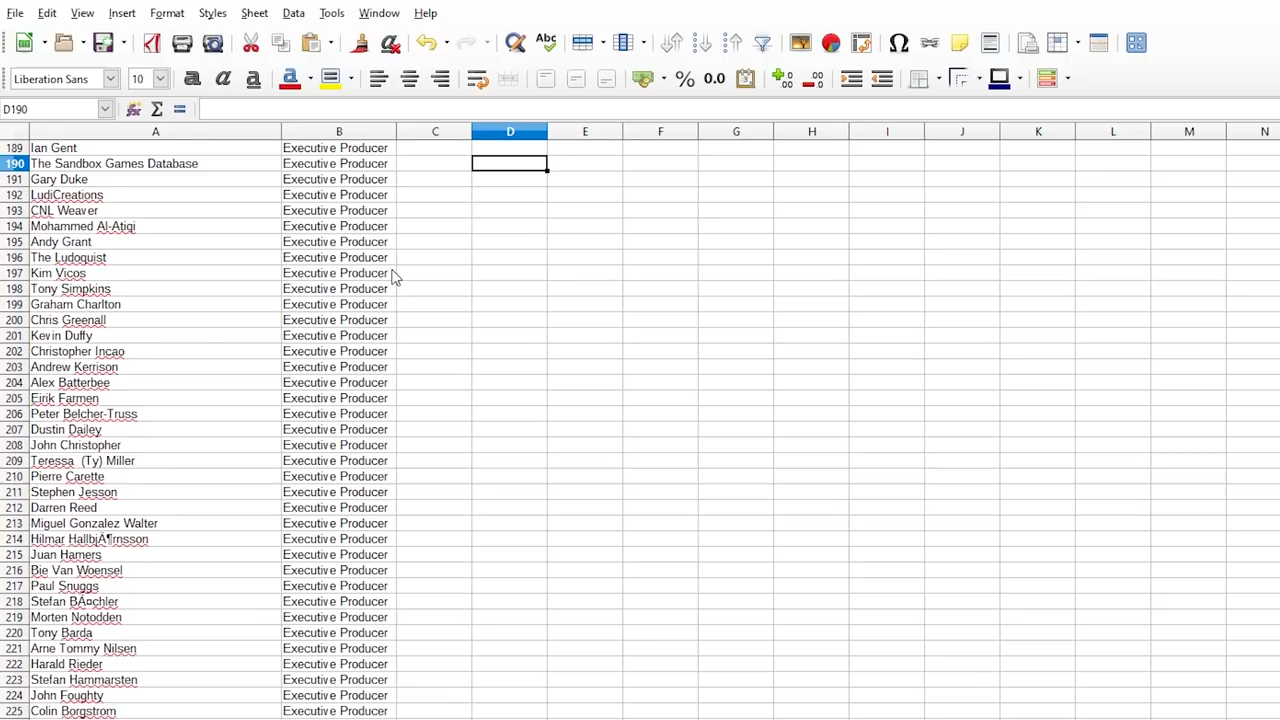 File Edit View Insert Format Styles Sheet Data Tools Window Help
Liberation Sans 10 a a a a % 0.0
D190
A B C D E F G H I J K L M N
189 Ian Gent Executive Producer
190 The Sandbox Games Database Executive Producer
191 Gary Duke Executive Producer
192 LudiCreations Executive Producer
193 CNL Weaver Executive Producer
194 Mohammed Al-Atiqi Executive Producer
195 Andy Grant Executive Producer
196 The Ludoquist Executive Producer
197 Kim Vicos Executive Producer
198 Tony Simpkins Executive Producer
199 Graham Charlton Executive Producer
200 Chris Greenall Executive Producer
201 Kevin Duffy Executive Producer
202 Christopher Incao Executive Producer
203 Andrew Kerrison Executive Producer
204 Alex Batterbee Executive Producer
205 Eirik Farmen Executive Producer
206 Peter Belcher-Truss Executive Producer
207 Dustin Dailey Executive Producer
208 John Christopher Executive Producer
209 Teressa  (Ty) Miller Executive Producer
210 Pierre Carette Executive Producer
211 Stephen Jesson Executive Producer
212 Darren Reed Executive Producer
213 Miguel Gonzalez Walter Executive Producer
214 Hilmar HallbjÃ¶rnsson Executive Producer
215 Juan Hamers Executive Producer
216 Bie Van Woensel Executive Producer
217 Paul Snuggs Executive Producer
218 Stefan BÃ¤chler Executive Producer
219 Morten Notodden Executive Producer
220 Tony Barda Executive Producer
221 Arne Tommy Nilsen Executive Producer
222 Harald Rieder Executive Producer
223 Stefan Hammarsten Executive Producer
224 John Foughty Executive Producer
225 Colin Borgstrom Executive Producer